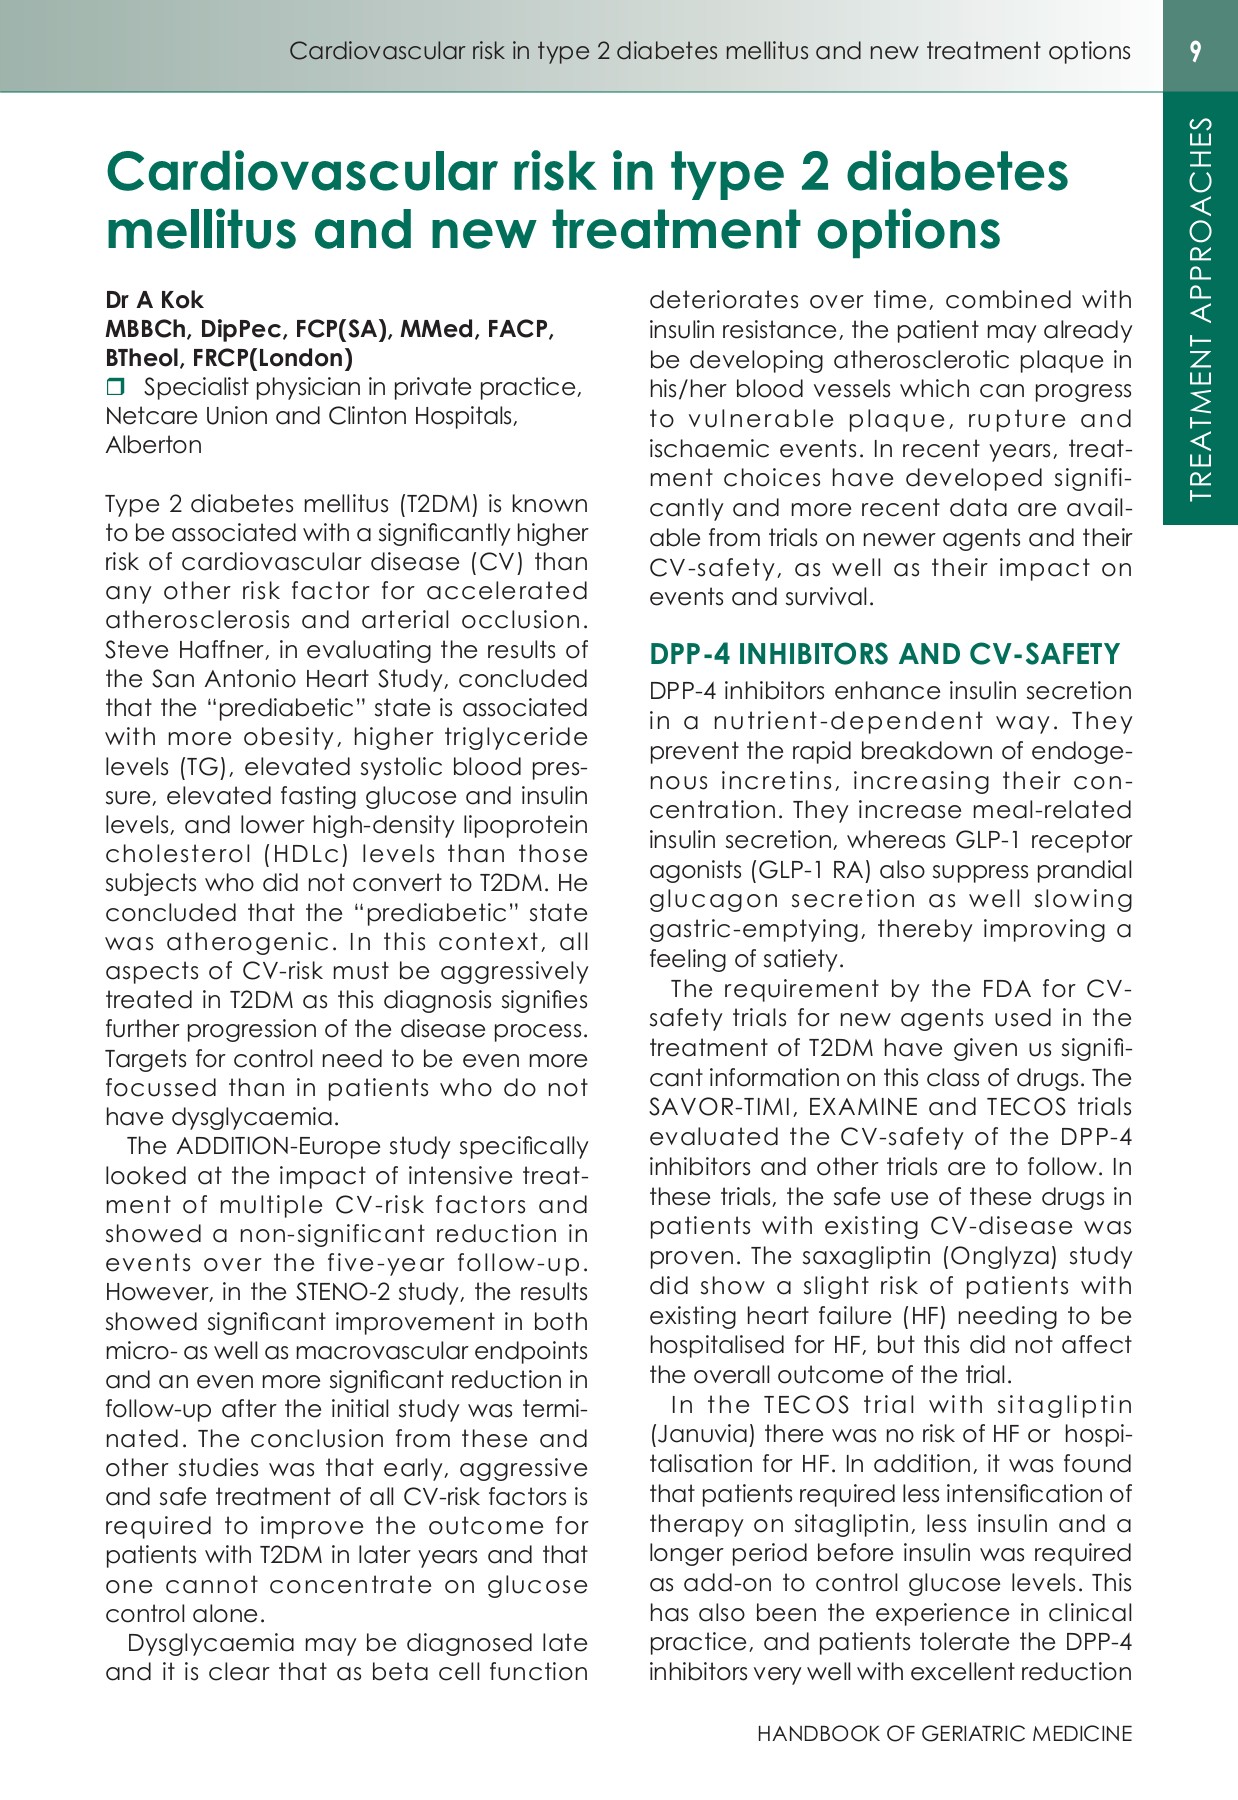 Cardiovascular risk in type 2 diabetes mellitus and new treatment options
9
TREATMENT APPROACHES
Cardiovascular risk in type 2 diabetes
mellitus and new treatment options
Dr A Kok
MBBCh, DipPec, FCP(SA), MMed, FACP,
BTheol, FRCP(London)
❒ Specialist physician in private practice,
Netcare Union and Clinton Hospitals,
Alberton
Type 2 diabetes mellitus (T2DM) is known
to be associated with a significantly higher
risk of cardiovascular disease (CV) than
any other risk factor for accelerated
atherosclerosis and arterial occlusion.
Steve Haffner, in evaluating the results of
the San Antonio Heart Study, concluded
that the “prediabetic” state is associated
with more obesity, higher triglyceride
levels (TG), elevated systolic blood pres-
sure, elevated fasting glucose and insulin
levels, and lower high-density lipoprotein
cholesterol (HDLc) levels than those
subjects who did not convert to T2DM. He
concluded that the “prediabetic” state
was atherogenic. In this context, all
aspects of CV-risk must be aggressively
treated in T2DM as this diagnosis signifies
further progression of the disease process.
Targets for control need to be even more
focussed than in patients who do not
have dysglycaemia.
The ADDITION-Europe study specifically
looked at the impact of intensive treat-
ment of multiple CV-risk factors and
showed a non-significant reduction in
events over the five-year follow-up.
However, in the STENO-2 study, the results
showed significant improvement in both
micro- as well as macrovascular endpoints
and an even more significant reduction in
follow-up after the initial study was termi-
nated. The conclusion from these and
other studies was that early, aggressive
and safe treatment of all CV-risk factors is
required to improve the outcome for
patients with T2DM in later years and that
one cannot concentrate on glucose
control alone.
Dysglycaemia may be diagnosed late
and it is clear that as beta cell function
deteriorates over time, combined with
insulin resistance, the patient may already
be developing atherosclerotic plaque in
his/her blood vessels which can progress
to vulnerable plaque, rupture and
ischaemic events. In recent years, treat-
ment choices have developed signifi-
cantly and more recent data are avail-
able from trials on newer agents and their
CV-safety, as well as their impact on
events and survival.
DPP-4 INHIBITORS AND CV-SAFETY
DPP-4 inhibitors enhance insulin secretion
in a nutrient-dependent way. They
prevent the rapid breakdown of endoge-
nous incretins, increasing their con-
centration. They increase meal-related
insulin secretion, whereas GLP-1 receptor
agonists (GLP-1 RA) also suppress prandial
glucagon secretion as well slowing
gastric-emptying, thereby improving a
feeling of satiety.
The requirement by the FDA for CV-
safety trials for new agents used in the
treatment of T2DM have given us signifi-
cant information on this class of drugs. The
SAVOR-TIMI, EXAMINE and TECOS trials
evaluated the CV-safety of the DPP-4
inhibitors and other trials are to follow. In
these trials, the safe use of these drugs in
patients with existing CV-disease was
proven. The saxagliptin (Onglyza) study
did show a slight risk of patients with
existing heart failure (HF) needing to be
hospitalised for HF, but this did not affect
the overall outcome of the trial.
In the TECOS trial with sitagliptin
(Januvia) there was no risk of HF or hospi-
talisation for HF. In addition, it was found
that patients required less intensification of
therapy on sitagliptin, less insulin and a
longer period before insulin was required
as add-on to control glucose levels. This
has also been the experience in clinical
practice, and patients tolerate the DPP-4
inhibitors very well with excellent reduction
HANDBOOK OF GERIATRIC MEDICINE